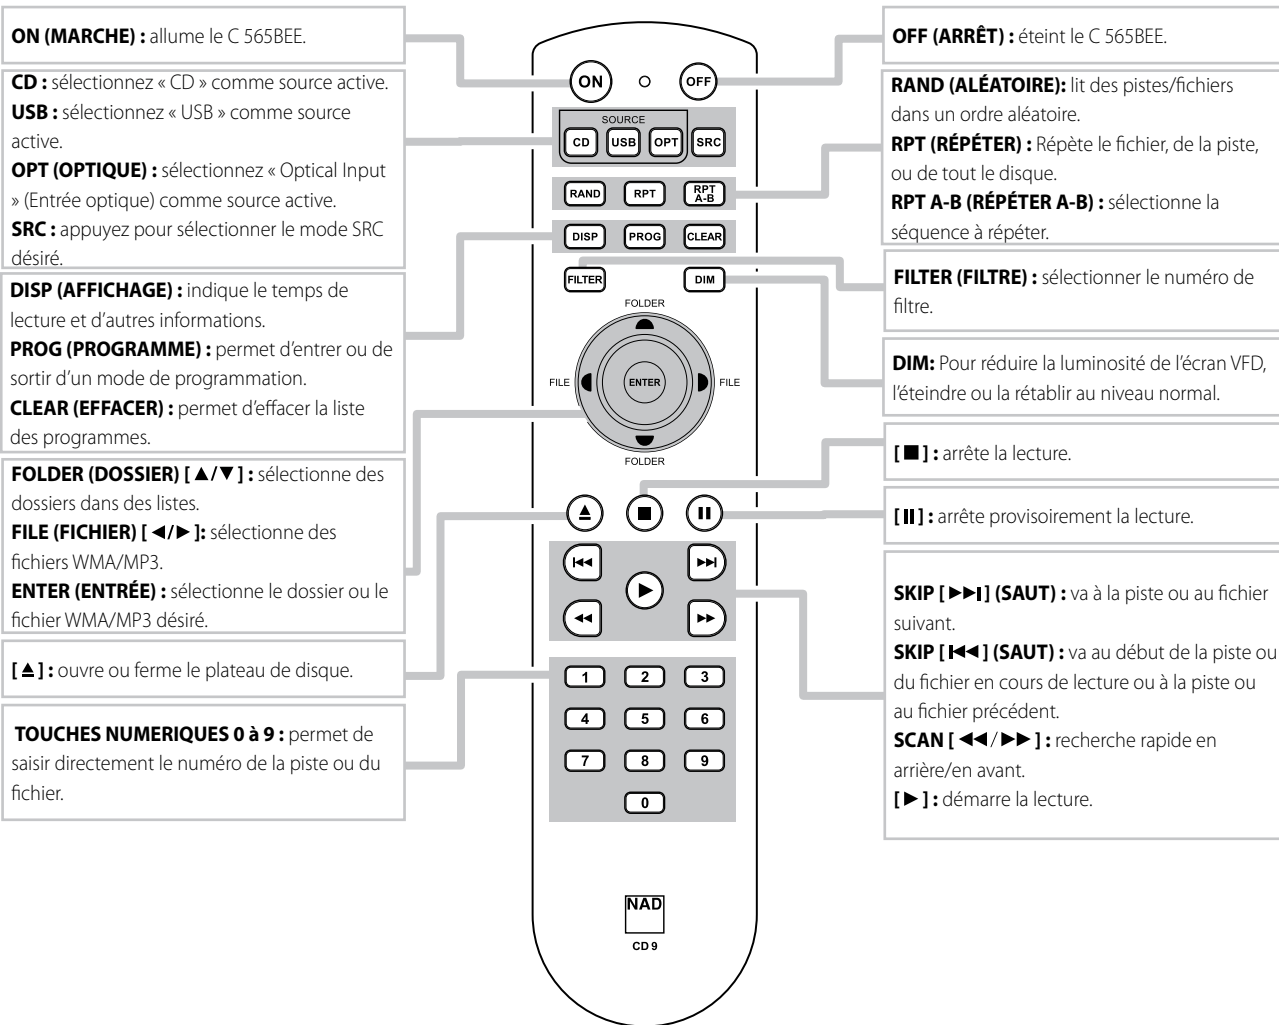 ON (MARCHE) : allume le C 565BEE.
CD : sélectionnez « CD » comme source active.
USB : sélectionnez « USB » comme source
active.
OPT (OPTIQUE) : sélectionnez « Optical Input
» (Entrée optique) comme source active.
SRC : appuyez pour sélectionner le mode SRC
désiré.
DISP (AFFICHAGE) : indique le temps de
lecture et d'autres informations.
PROG (PROGRAMME) : permet d'entrer ou de
sortir d'un mode de programmation.
CLEAR (EFFACER) : permet d'effacer la liste
des programmes.
FOLDER (DOSSIER) [ ▲/▼ ] : sélectionne des
dossiers dans des listes.
FILE (FICHIER) [ ◄/► ]: sélectionne des
fichiers WMA/MP3.
ENTER (ENTRÉE) : sélectionne le dossier ou le
fichier WMA/MP3 désiré.
[ ⏏ ] : ouvre ou ferme le plateau de disque.
TOUCHES NUMERIQUES 0 à 9 : permet de
saisir directement le numéro de la piste ou du
fichier.
ON OFF
SOURCE
CD USB OPT SRC
RAND RPT RPT A-B
DISP PROG CLEAR
FILTER DIM
FOLDER
FILE ENTER FILE
FOLDER
1 2 3
4 5 6
7 8 9
0
NAD
CD 9
OFF (ARRÊT) : éteint le C 565BEE.
RAND (ALÉATOIRE): lit des pistes/fichiers
dans un ordre aléatoire.
RPT (RÉPÉTER) : Répète le fichier, de la piste,
ou de tout le disque.
RPT A-B (RÉPÉTER A-B) : sélectionne la
séquence à répéter.
FILTER (FILTRE) : sélectionner le numéro de
filtre.
DIM: Pour réduire la luminosité de l'écran VFD,
l'éteindre ou la rétablir au niveau normal.
[ ■ ] : arrête la lecture.
[ II ] : arrête provisoirement la lecture.
SKIP [ ►►I ] (SAUT) : va à la piste ou au fichier
suivant.
SKIP [ I◄◄ ] (SAUT) : va au début de la piste ou
du fichier en cours de lecture ou à la piste ou
au fichier précédent.
SCAN [ ◄◄/►► ] : recherche rapide en
arrière/en avant.
[ ► ] : démarre la lecture.